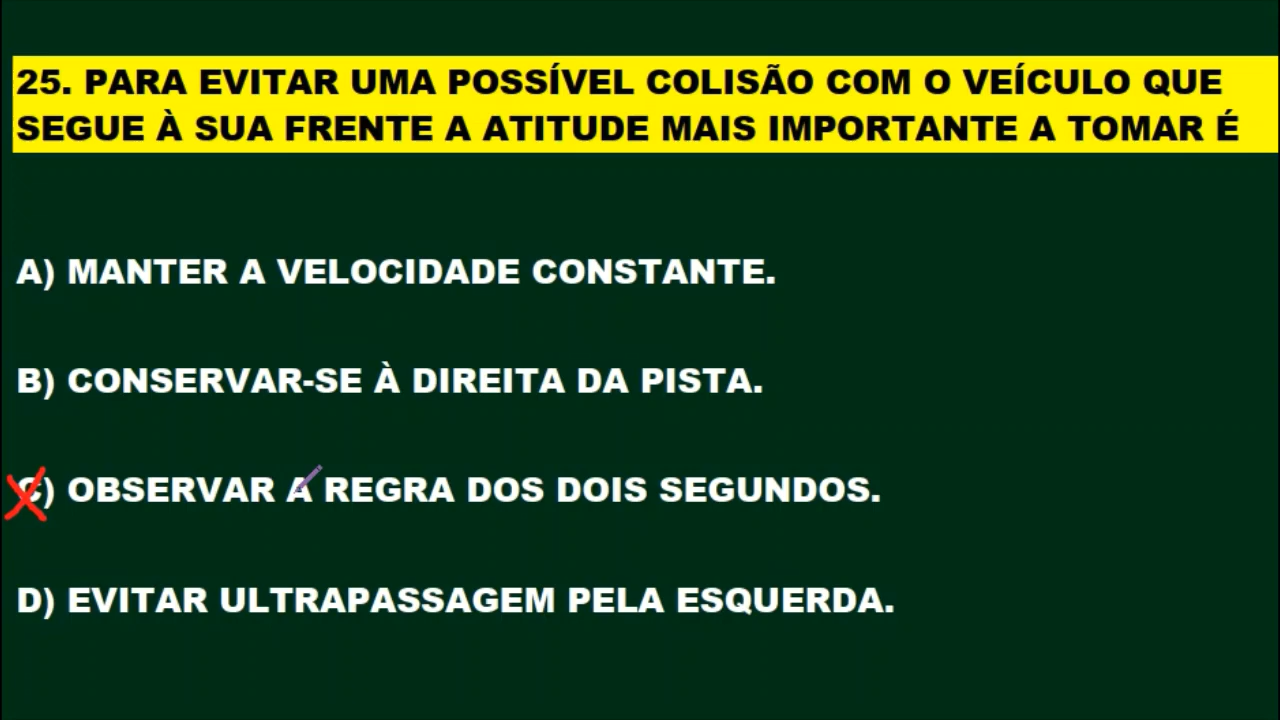 25. PARA EVITAR UMA POSSÍVEL COLISÃO COM O VEÍCULO QUE
SEGUE À SUA FRENTE A ATITUDE MAIS IMPORTANTE A TOMAR É
A) MANTER A VELOCIDADE CONSTANTE.
B) CONSERVAR-SE À DIREITA DA PISTA.
C) OBSERVAR A REGRA DOS DOIS SEGUNDOS.
D) EVITAR ULTRAPASSAGEM PELA ESQUERDA.